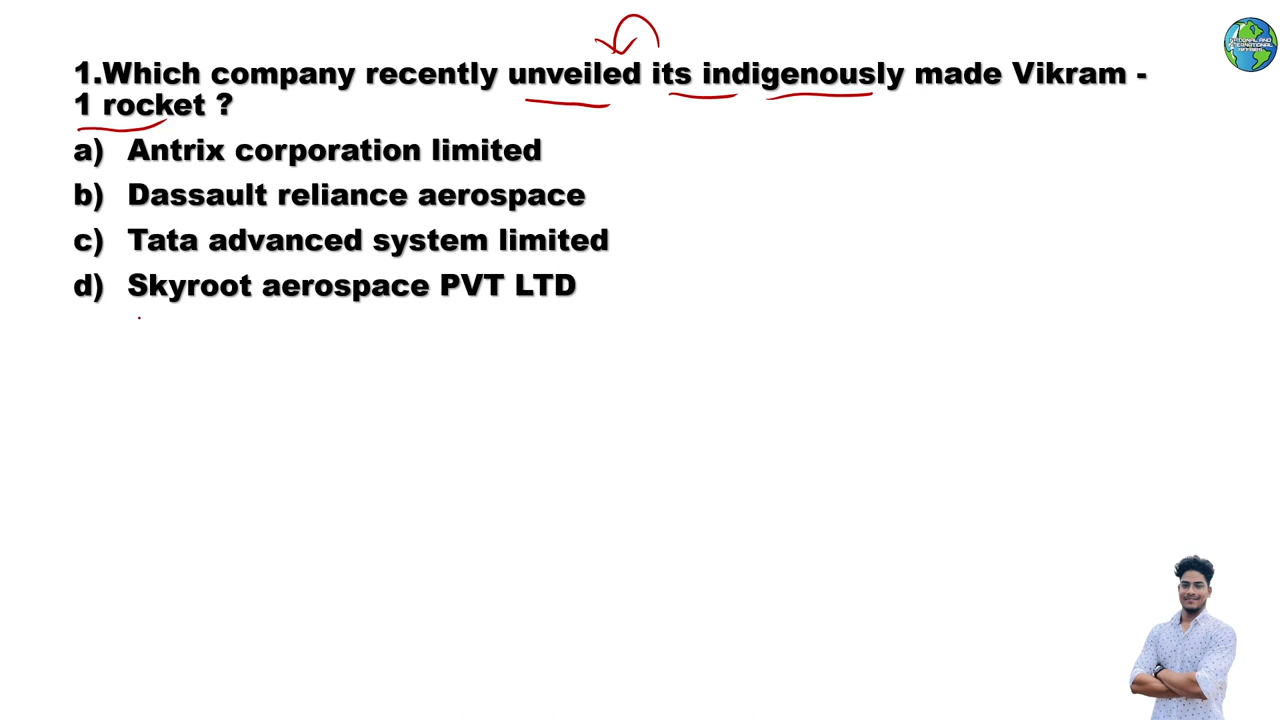 1.Which company recently unveiled its indigenously made Vikram -
1 rocket ?
a) Antrix corporation limited
b) Dassault reliance aerospace
c) Tata advanced system limited
d) Skyroot aerospace PVT LTD